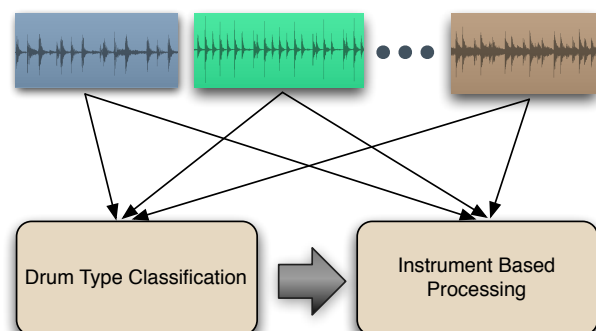 Drum Type Classification
Instrument Based
Processing